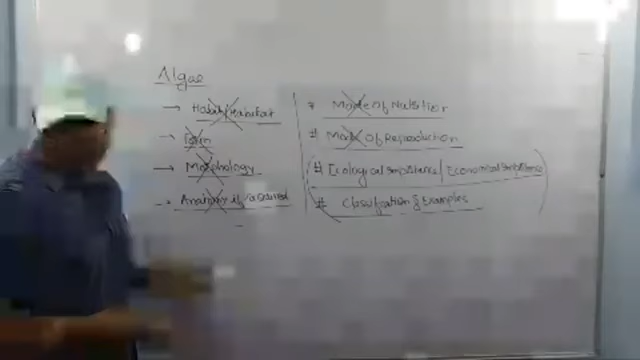 Algae
→ Habit/Habitat
→ Form
→ Morphology
→ Anatomy if required
# Mode of Nutrition
# Mode of Reproduction
# Ecological importance / Economical importance
# Classification & Examples